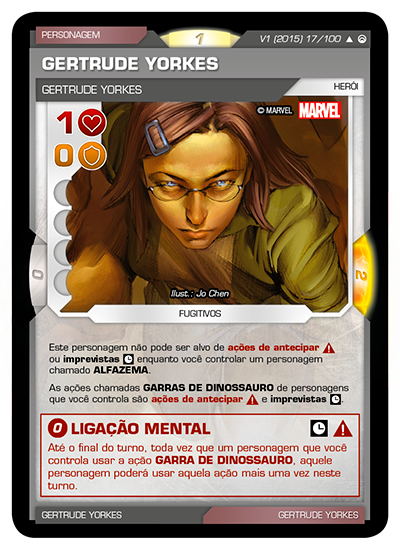 PERSONAGEM
1
V1 (2015) 17/100
GERTRUDE YORKES
GERTRUDE YORKES
HERÓI
1
© MARVEL MARVEL
0
0
2
Ilust.: Jo Chen
FUGITIVOS
Este personagem não pode ser alvo de ações de antecipar
ou imprevistas enquanto você controlar um personagem
chamado ALFAZEMA.
As ações chamadas GARRAS DE DINOSSAURO de personagens
que você controla são ações de antecipar e imprevistas.
0 LIGAÇÃO MENTAL
Até o final do turno, toda vez que um personagem que você
controla usar a ação GARRA DE DINOSSAURO, aquele
personagem poderá usar aquela ação mais uma vez neste
turno.
GERTRUDE YORKES
GERTRUDE YORKES